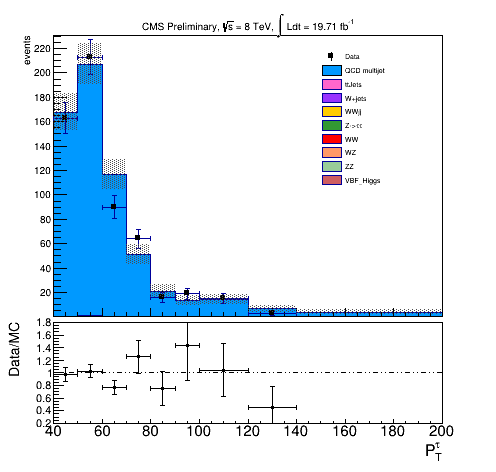 CMS Preliminary, √s = 8 TeV, ∫ Ldt = 19.71 fb⁻¹
events
220
200
180
160
140
120
100
80
60
40
20
Data
QCD multijet
ttJets
W+jets
WWjj
Z->ττ
WW
WZ
ZZ
VBF_Higgs
Data/MC
1.8
1.6
1.4
1.2
1
0.8
0.6
0.4
0.2
40 60 80 100 120 140 160 180 200
P_T^τ